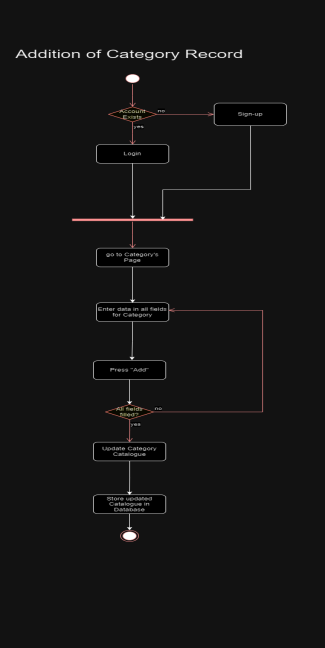 Addition of Category Record
Account
Exists
no
Sign-up
yes
Login
go to Category's
Page
Enter data in all fields
for Category
Press "Add"
All fields
filled?
no
yes
Update Category
Catalogue
Store updated
Catalogue in
Database